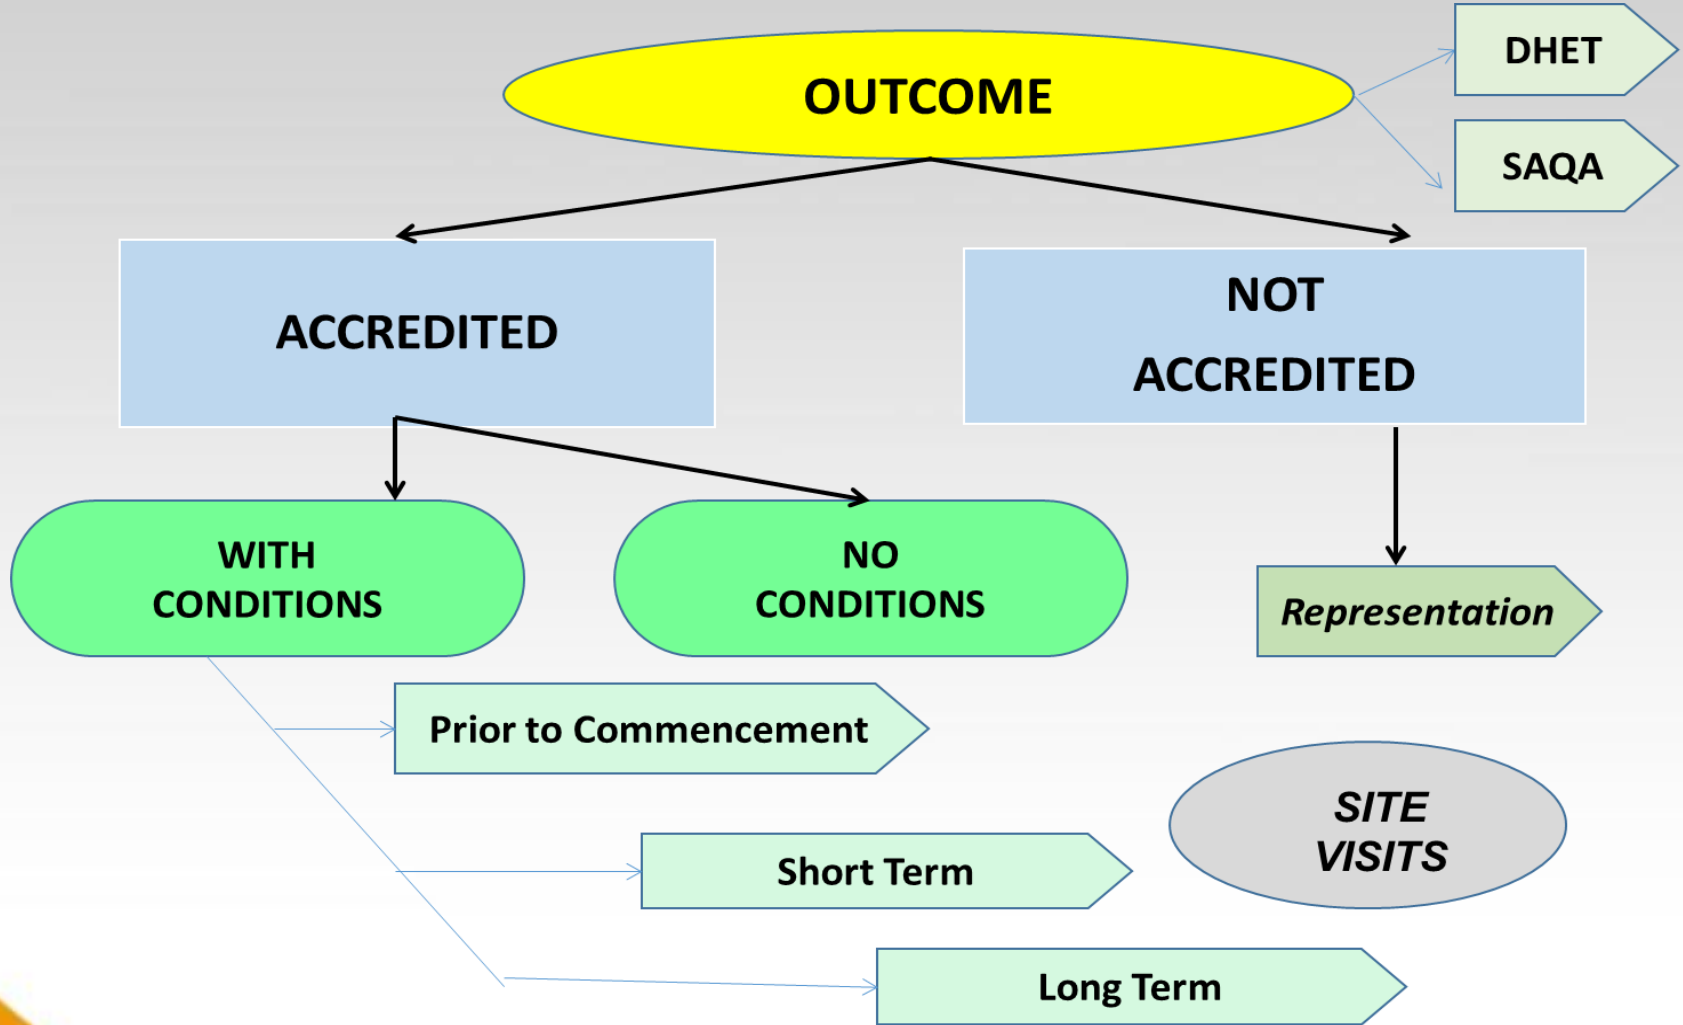 OUTCOME
DHET
SAQA
ACCREDITED
NOT
ACCREDITED
WITH
CONDITIONS
NO
CONDITIONS
Representation
Prior to Commencement
SITE
VISITS
Short Term
Long Term